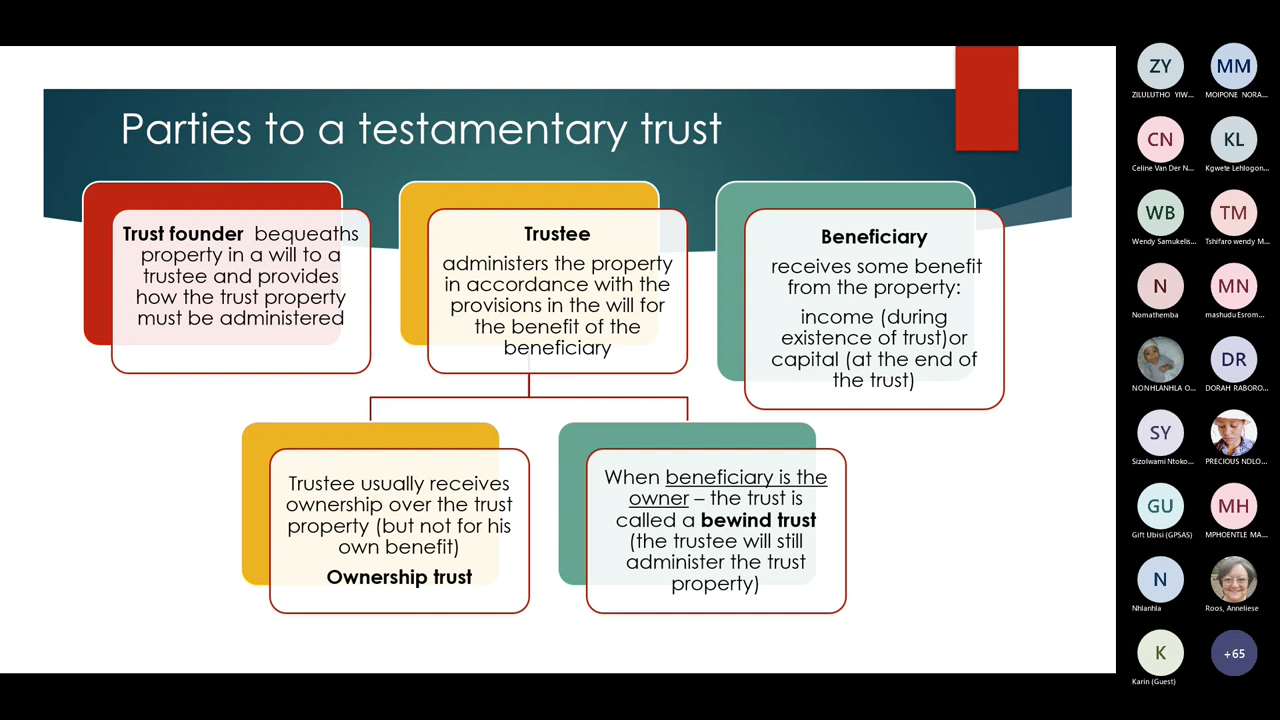 Parties to a testamentary trust
Trust founder bequeaths
property in a will to a
trustee and provides
how the trust property
must be administered
Trustee
administers the property
in accordance with the
provisions in the will for
the benefit of the
beneficiary
Beneficiary
receives some benefit
from the property:
income (during
existence of trust)or
capital (at the end of
the trust)
Trustee usually receives
ownership over the trust
property (but not for his
own benefit)
Ownership trust
When beneficiary is the
owner – the trust is
called a bewind trust
(the trustee will still
administer the trust
property)
ZY
MM
ZILULUTHO YIW...
MOIPONE NORA...
CN
KL
Celine Van Der N...
Kgwete Lehlogon...
WB
TM
Wendy Samukelis...
Tshifaro wendy M...
N
MN
Nomathemba
mashudu Esrom...
DR
NONHLANHLA O...
DORAH RABORO...
SY
Sizolwami Ntoko...
PRECIOUS NDLO...
GU
MH
Gift Ubisi (GPSAS)
MPHOENTLE MA...
N
Nhlanhla
Roos, Anneliese
K
+65
Karin (Guest)